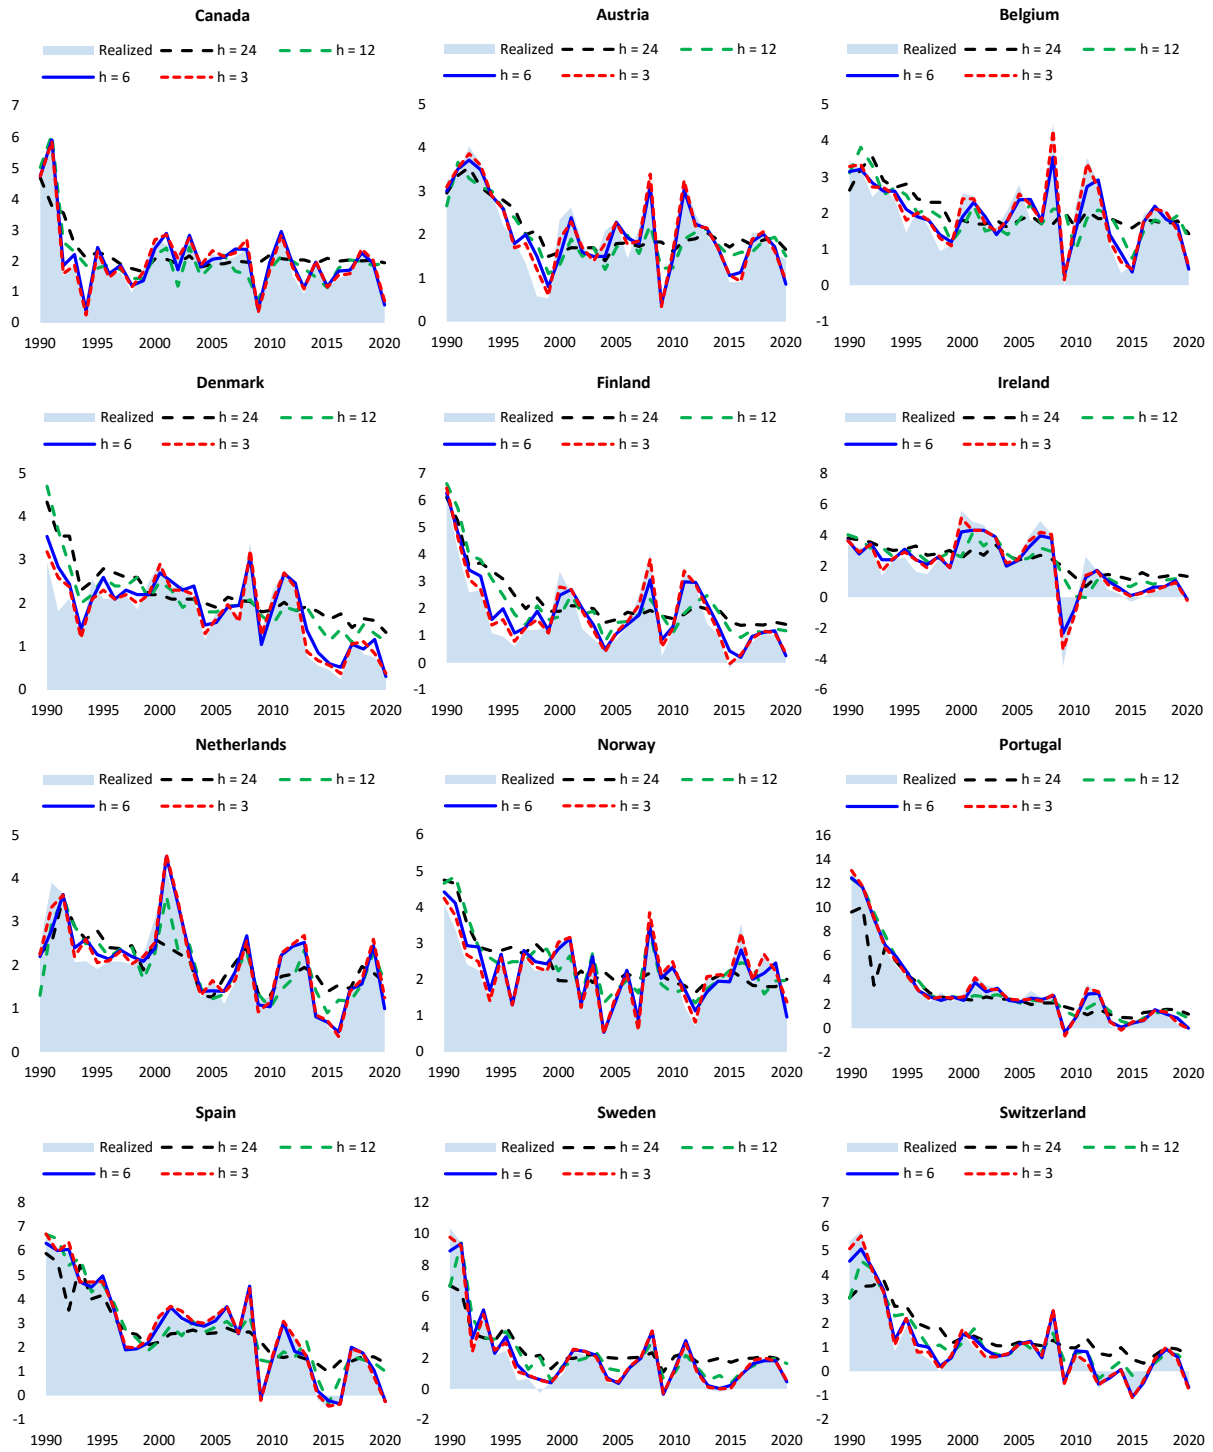 Canada
Realized h = 24 h = 12
h = 6 h = 3
7
6
5
4
3
2
1
0
1990 1995 2000 2005 2010 2015 2020
Austria
Realized h = 24 h = 12
h = 6 h = 3
5
4
3
2
1
0
1990 1995 2000 2005 2010 2015 2020
Belgium
Realized h = 24 h = 12
h = 6 h = 3
5
4
3
2
1
0
-1
1990 1995 2000 2005 2010 2015 2020
Denmark
Realized h = 24 h = 12
h = 6 h = 3
5
4
3
2
1
0
1990 1995 2000 2005 2010 2015 2020
Finland
Realized h = 24 h = 12
h = 6 h = 3
7
6
5
4
3
2
1
0
-1
1990 1995 2000 2005 2010 2015 2020
Ireland
Realized h = 24 h = 12
h = 6 h = 3
8
6
4
2
0
-2
-4
-6
1990 1995 2000 2005 2010 2015 2020
Netherlands
Realized h = 24 h = 12
h = 6 h = 3
5
4
3
2
1
0
1990 1995 2000 2005 2010 2015 2020
Norway
Realized h = 24 h = 12
h = 6 h = 3
6
5
4
3
2
1
0
1990 1995 2000 2005 2010 2015 2020
Portugal
Realized h = 24 h = 12
h = 6 h = 3
16
14
12
10
8
6
4
2
0
-2
1990 1995 2000 2005 2010 2015 2020
Spain
Realized h = 24 h = 12
h = 6 h = 3
8
7
6
5
4
3
2
1
0
-1
1990 1995 2000 2005 2010 2015 2020
Sweden
Realized h = 24 h = 12
h = 6 h = 3
12
10
8
6
4
2
0
-2
1990 1995 2000 2005 2010 2015 2020
Switzerland
Realized h = 24 h = 12
h = 6 h = 3
7
6
5
4
3
2
1
0
-1
-2
1990 1995 2000 2005 2010 2015 2020